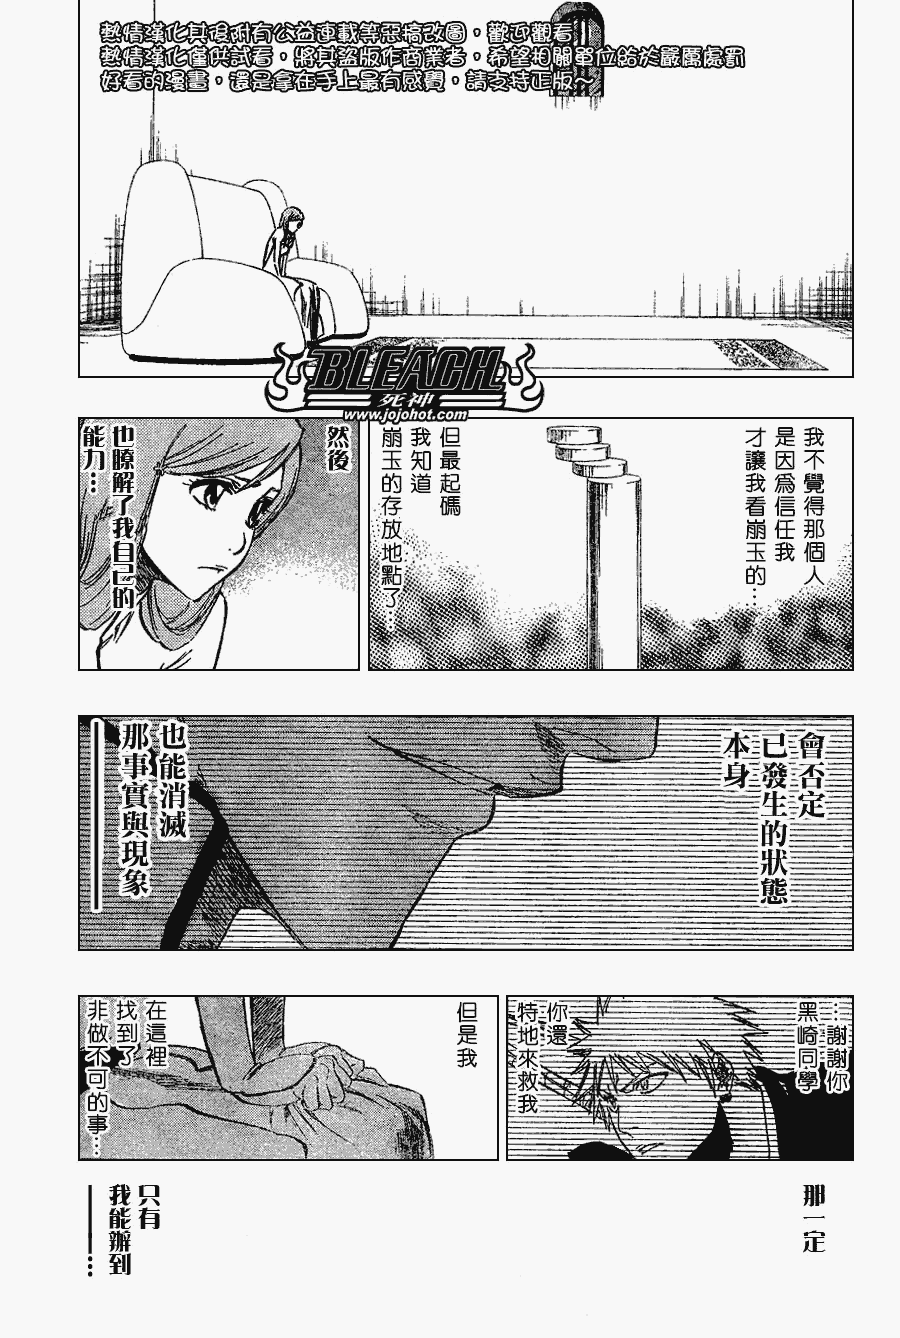 熱情漢化其後附有公益連載等惡搞改圖，歡迎觀看！
熱情漢化僅供試看，將其盜版作商業者，希望相關單位給於嚴厲處罰
好看的漫畫，還是拿在手上最有感覺，請支持正版～
BLEACH
死神
www.jojohot.com
我不覺得那個人
是因為信任我
才讓我看崩玉的…
但最起碼
我知道
崩玉的存放地點了…
然後
也瞭解了我自己的
能力…
會否定
已發生的狀態
本身
也能消滅
那事實與現象
——
…謝謝你
黑崎同學
你還
特地來救我
但是我
在這裡
找到了
非做不可的事…
那一定
只有
我能辦到
——…